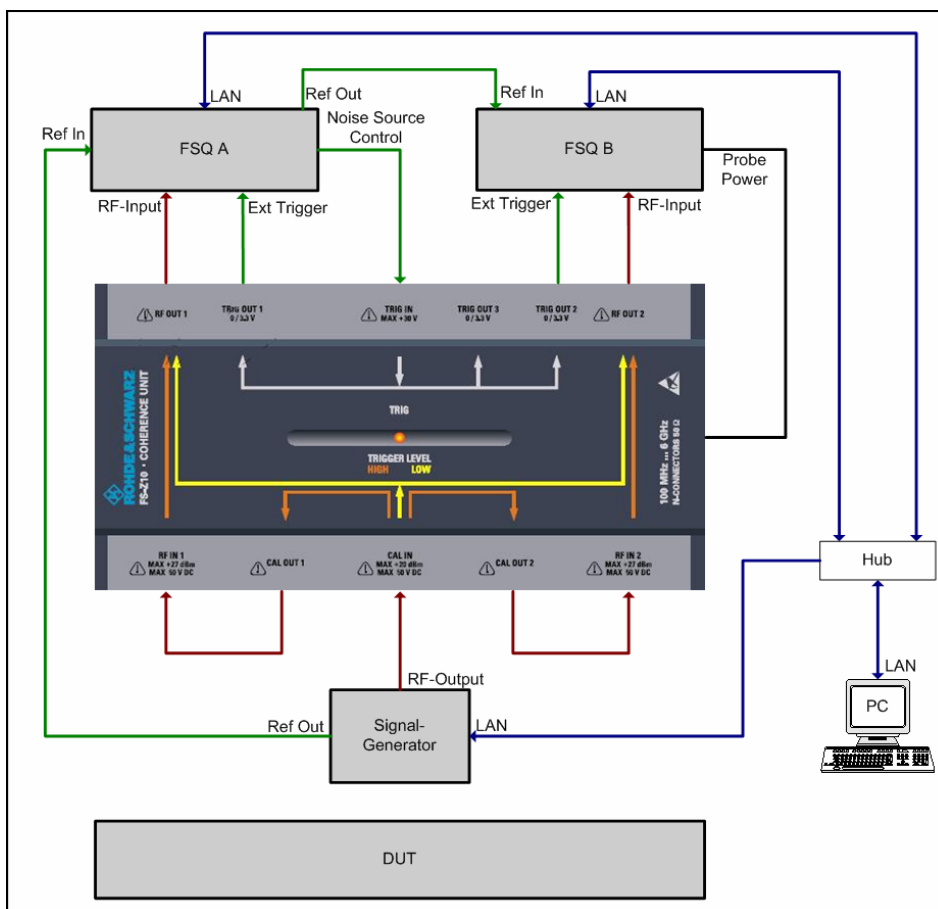 LAN
Ref Out
Ref In
LAN
Ref In
FSQ A
Noise Source
Control
FSQ B
Probe
Power
RF-Input
Ext Trigger
Ext Trigger
RF-Input
RF OUT 1
TRIG OUT 1
0 / 3.3 V
TRIG IN
MAX +30 V
TRIG OUT 3
0 / 3.3 V
TRIG OUT 2
0 / 3.3 V
RF OUT 2
ROHDE&SCHWARZ
FS-Z10 · COHERENCE UNIT
TRIG
TRIGGER LEVEL
HIGH LOW
100 MHz ... 6 GHz
N-CONNECTORS 50 Ω
RF IN 1
MAX +27 dBm
MAX 50 V DC
CAL OUT 1
CAL IN
MAX +23 dBm
MAX 50 V DC
CAL OUT 2
RF IN 2
MAX +27 dBm
MAX 50 V DC
Hub
LAN
PC
RF-Output
Ref Out
Signal-
Generator
LAN
DUT